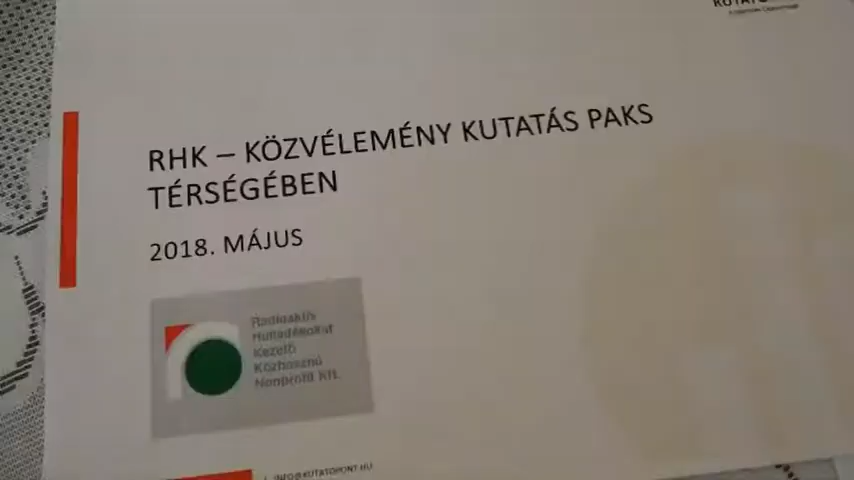 RHK – KÖZVÉLEMÉNY KUTATÁS PAKS
TÉRSÉGÉBEN
2018. MÁJUS
Radioaktív
Hulladékokat
Kezelő
Közhasznú
Nonprofit Kft.
INFO@KUTATOPONT.HU